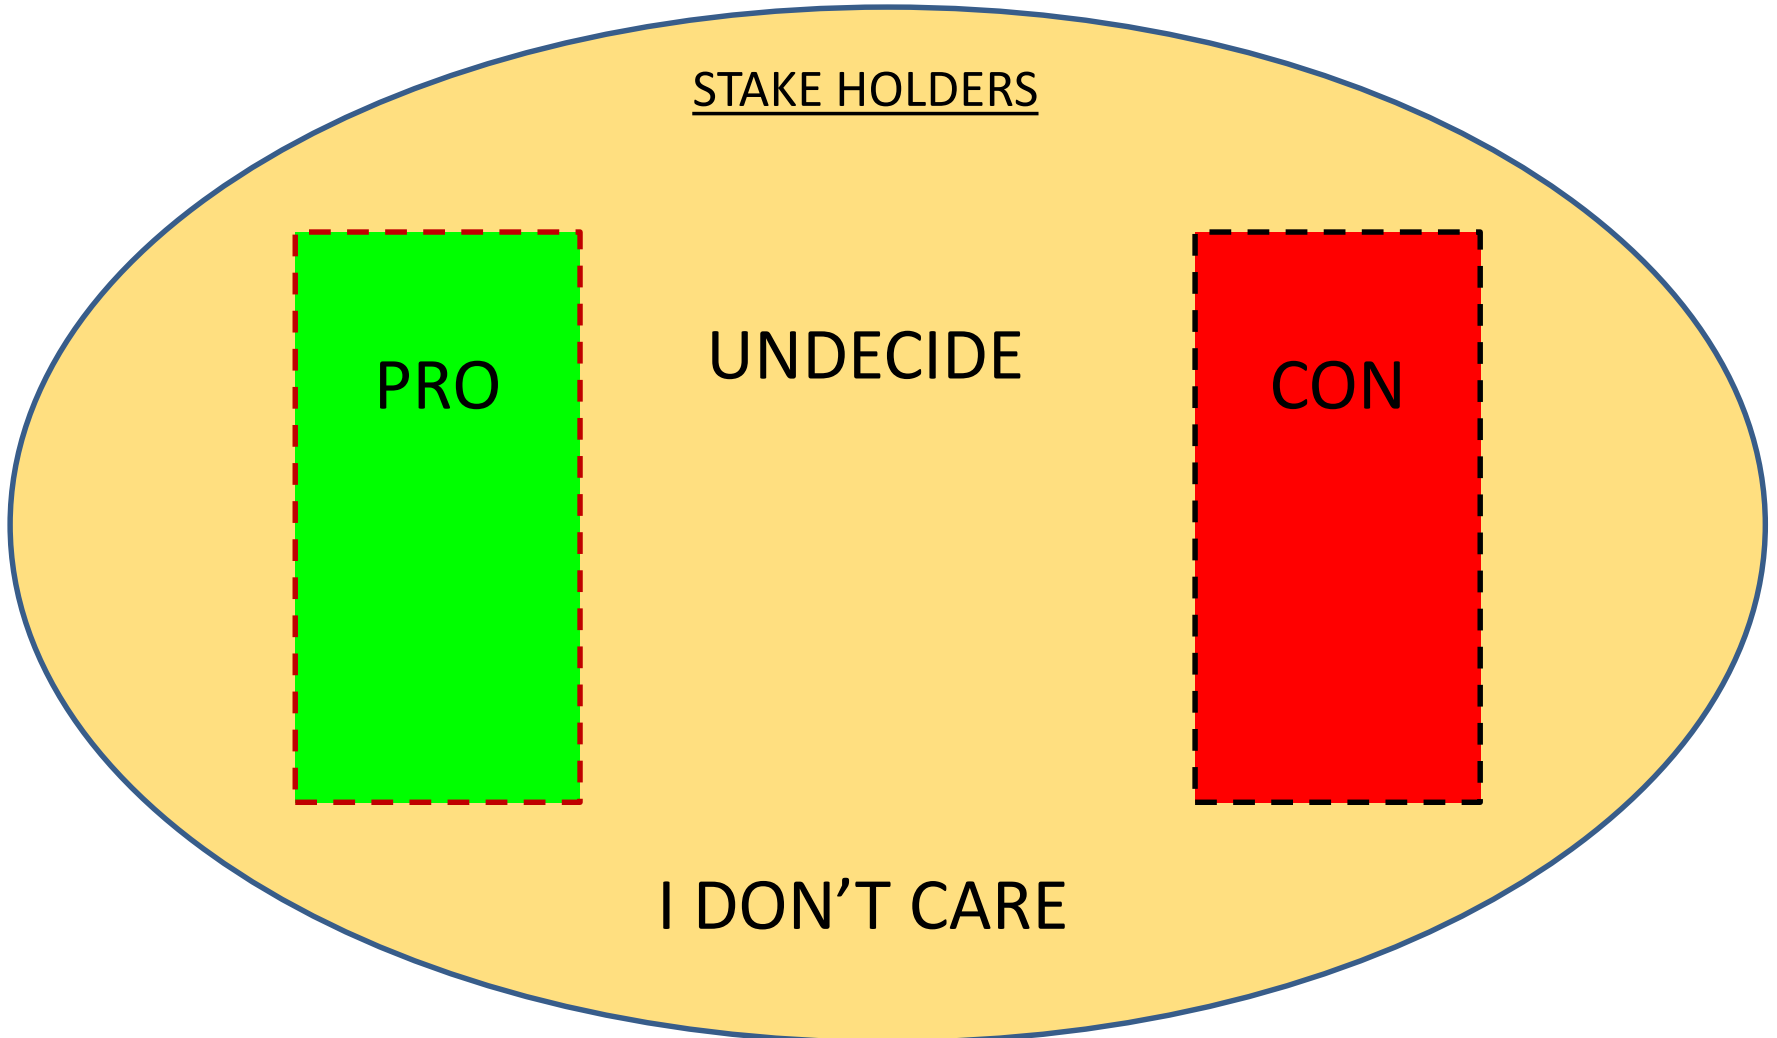 STAKE HOLDERS
UNDECIDE
PRO
CON
I DON’T CARE